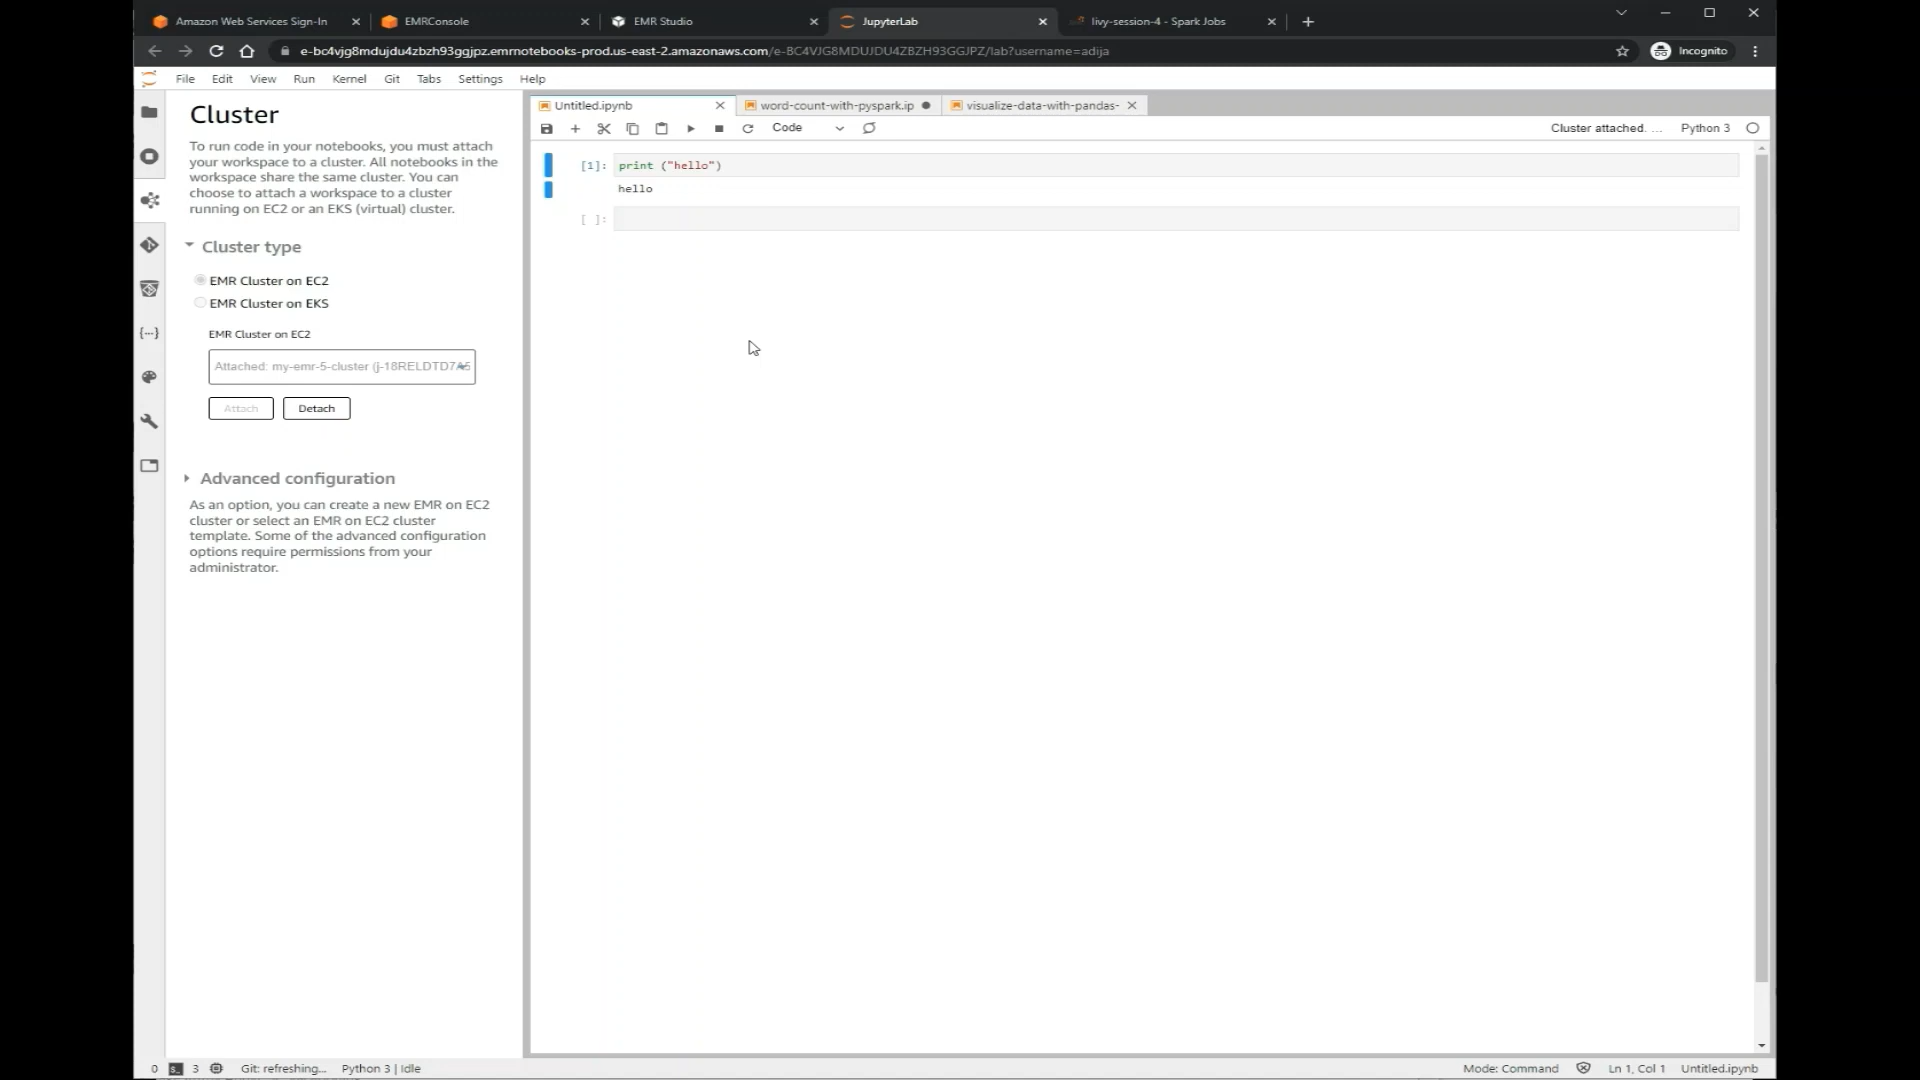 Amazon Web Services Sign-In
EMRConsole
EMR Studio
JupyterLab
livy-session-4 - Spark Jobs
e-bc4vjg8mdujdu4zbzh93ggjpz.emrnotebooks-prod.us-east-2.amazonaws.com/e-BC4VJG8MDUJDU4ZBZH93GGJPZ/lab?username=adija
Incognito
File Edit View Run Kernel Git Tabs Settings Help
Cluster
To run code in your notebooks, you must attach
your workspace to a cluster. All notebooks in the
workspace share the same cluster. You can
choose to attach a workspace to a cluster
running on EC2 or an EKS (virtual) cluster.
Cluster type
EMR Cluster on EC2
EMR Cluster on EKS
EMR Cluster on EC2
Attached: my-emr-5-cluster (j-18RELDTD7A5
Attach Detach
Advanced configuration
As an option, you can create a new EMR on EC2
cluster or select an EMR on EC2 cluster
template. Some of the advanced configuration
options require permissions from your
administrator.
Untitled.ipynb
word-count-with-pyspark.ip
visualize-data-with-pandas-
Code
Cluster attached. ...
Python 3
[1]: print ("hello")
hello
[ ]:
0 3 Git: refreshing... Python 3 | Idle
Mode: Command Ln 1, Col 1 Untitled.ipynb